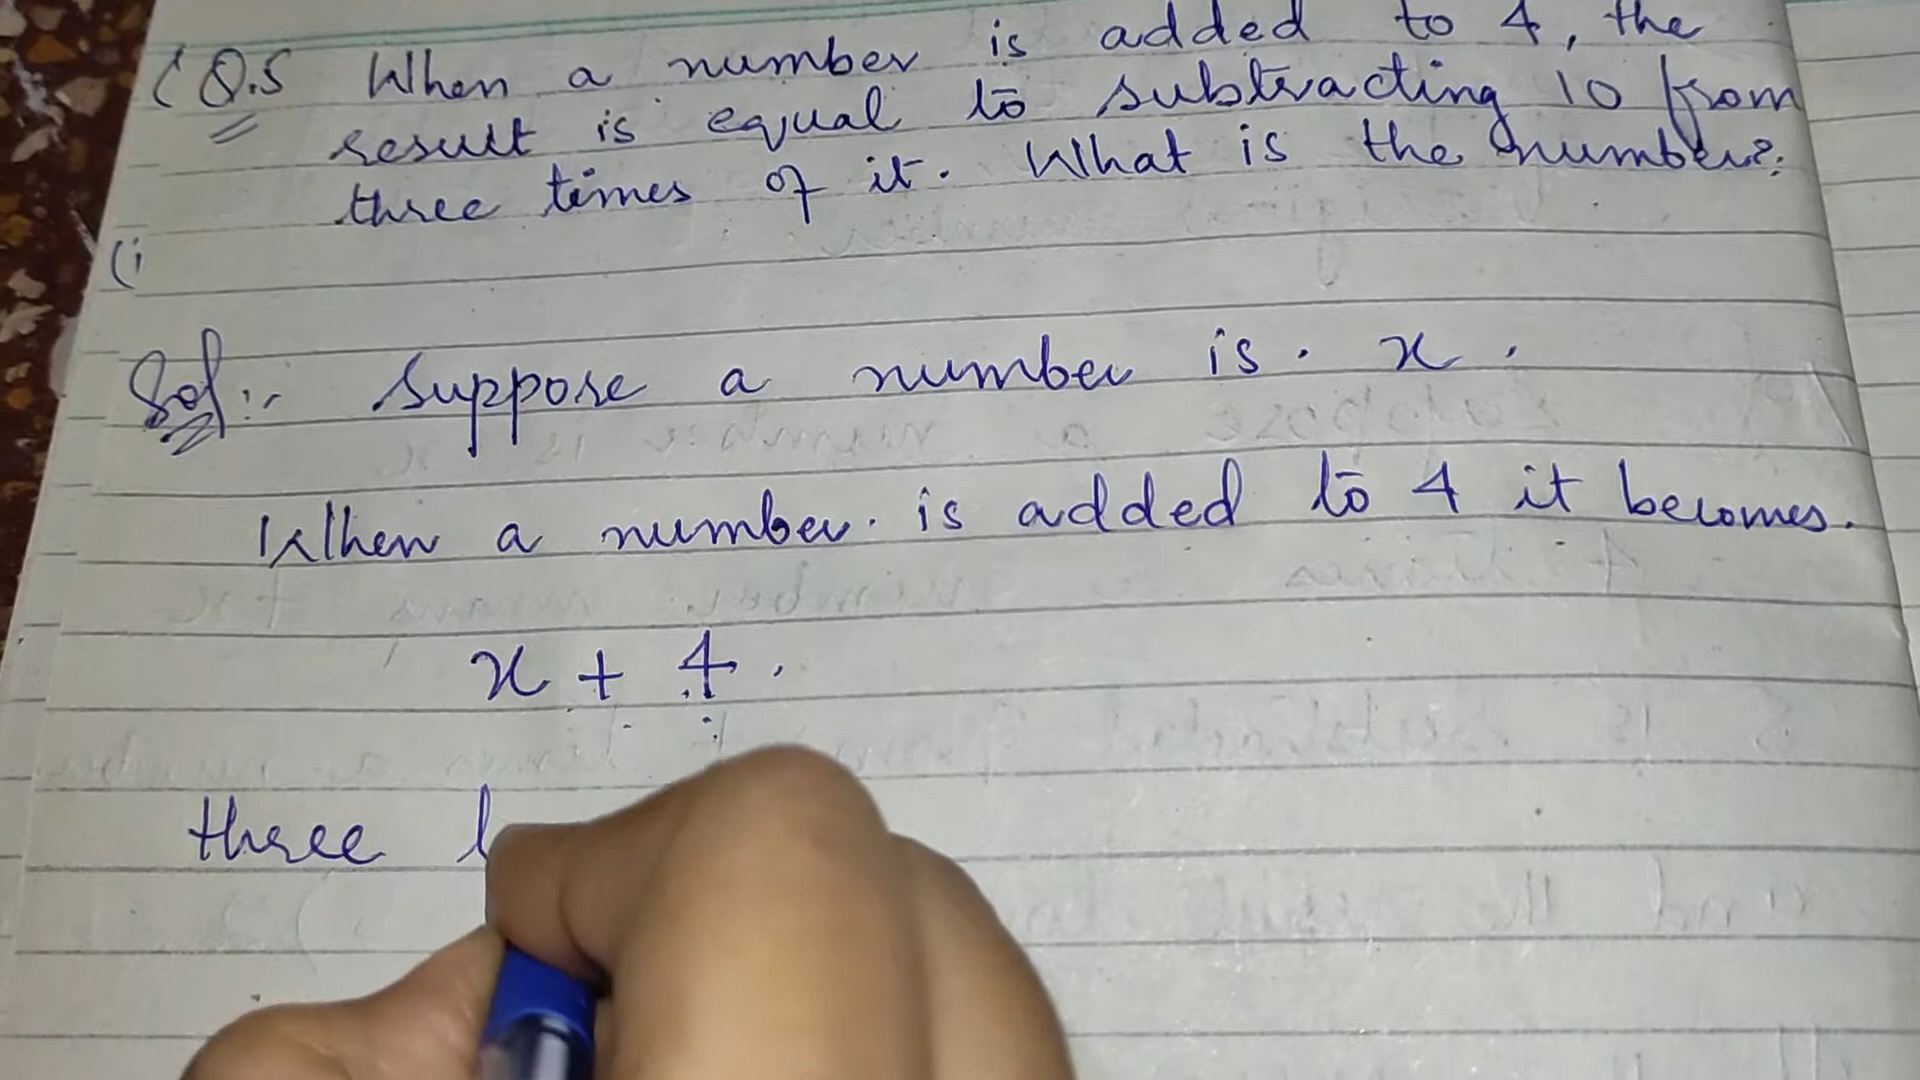 (Q.5 When a number is added to 4, the
result is equal to subtracting 10 from
three times of it. What is the number?
(i
Sol:- Suppose a number is. x.
When a number. is added to 4 it becomes.
x + 4.
three